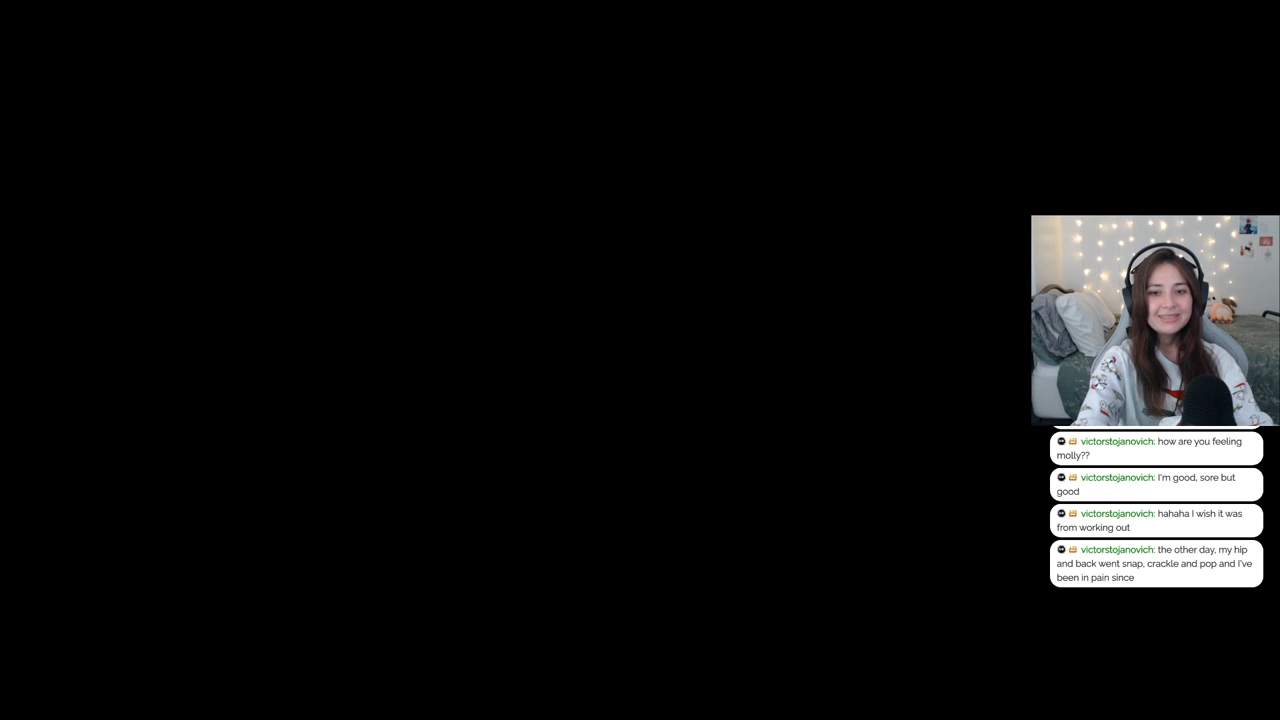 victorstojanovich: how are you feeling
molly??
victorstojanovich: I'm good, sore but
good
victorstojanovich: hahaha I wish it was
from working out
victorstojanovich: the other day, my hip
and back went snap, crackle and pop and I've
been in pain since